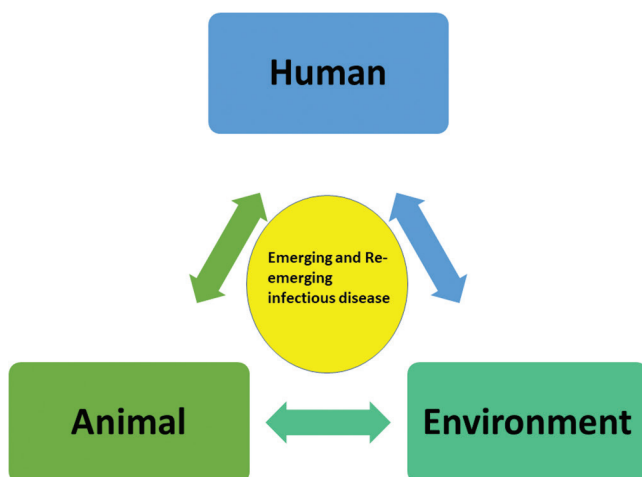 Human
Emerging and Re-
emerging
infectious disease
Animal
Environment